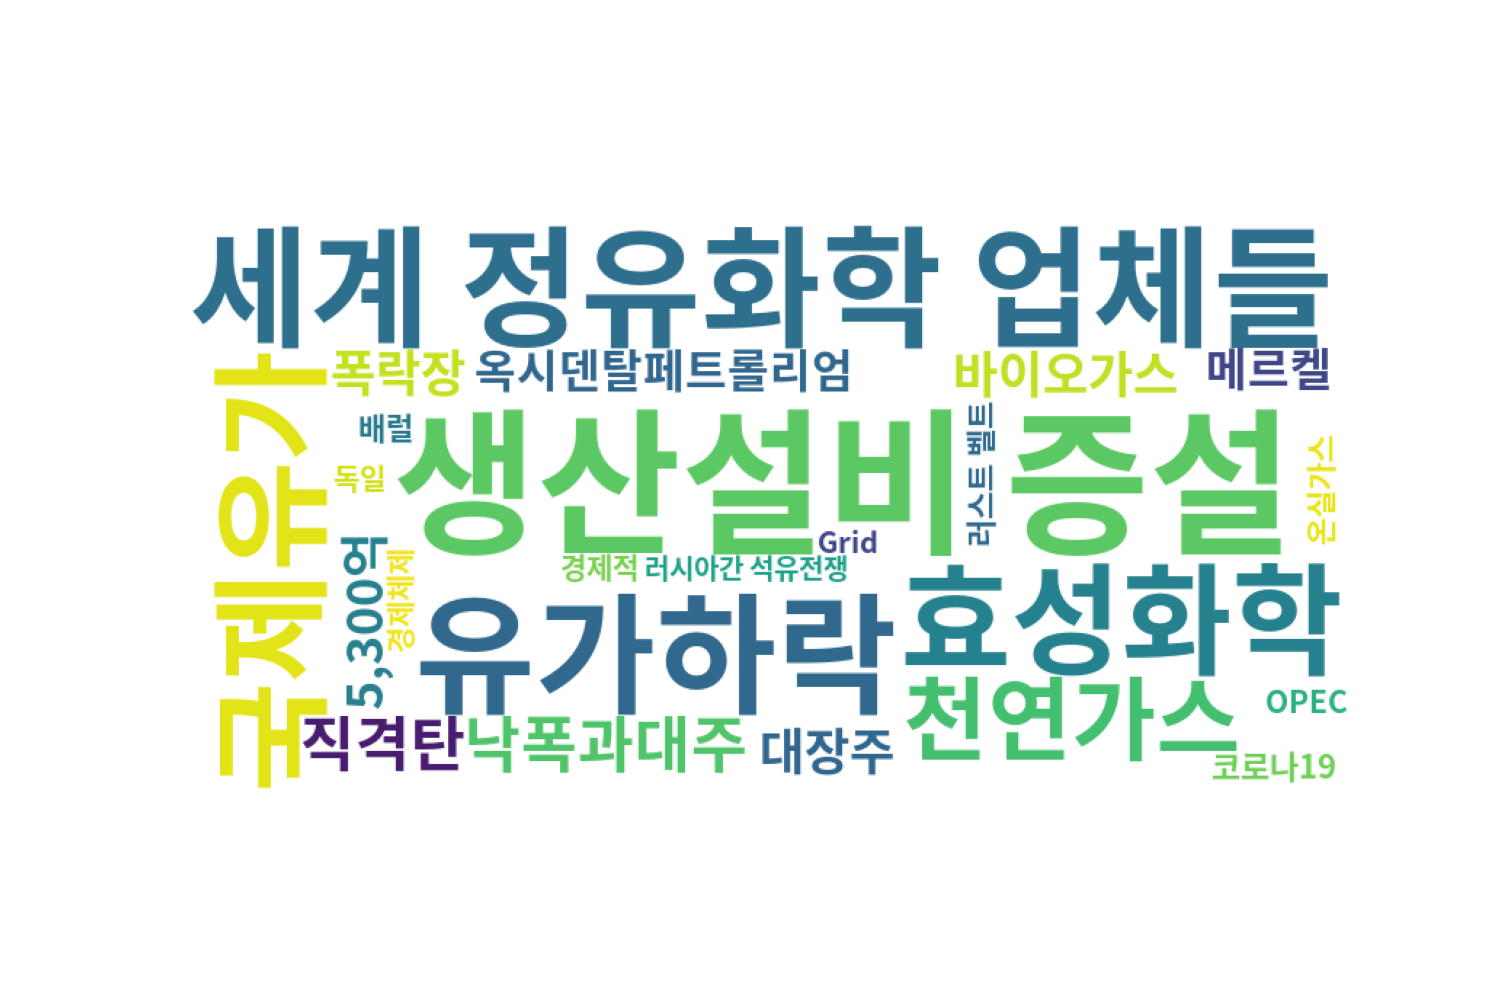 세계 정유화학 업체들
국제유가
폭락장
옥시덴탈페트롤리엄
바이오가스
메르켈
배럴
독일
생산설비 증설
러스트 벨트
온실가스
Grid
5,300억
경제체제
경제적
러시아간 석유전쟁
유가하락
효성화학
천연가스
OPEC
직격탄
낙폭과대주
대장주
코로나19